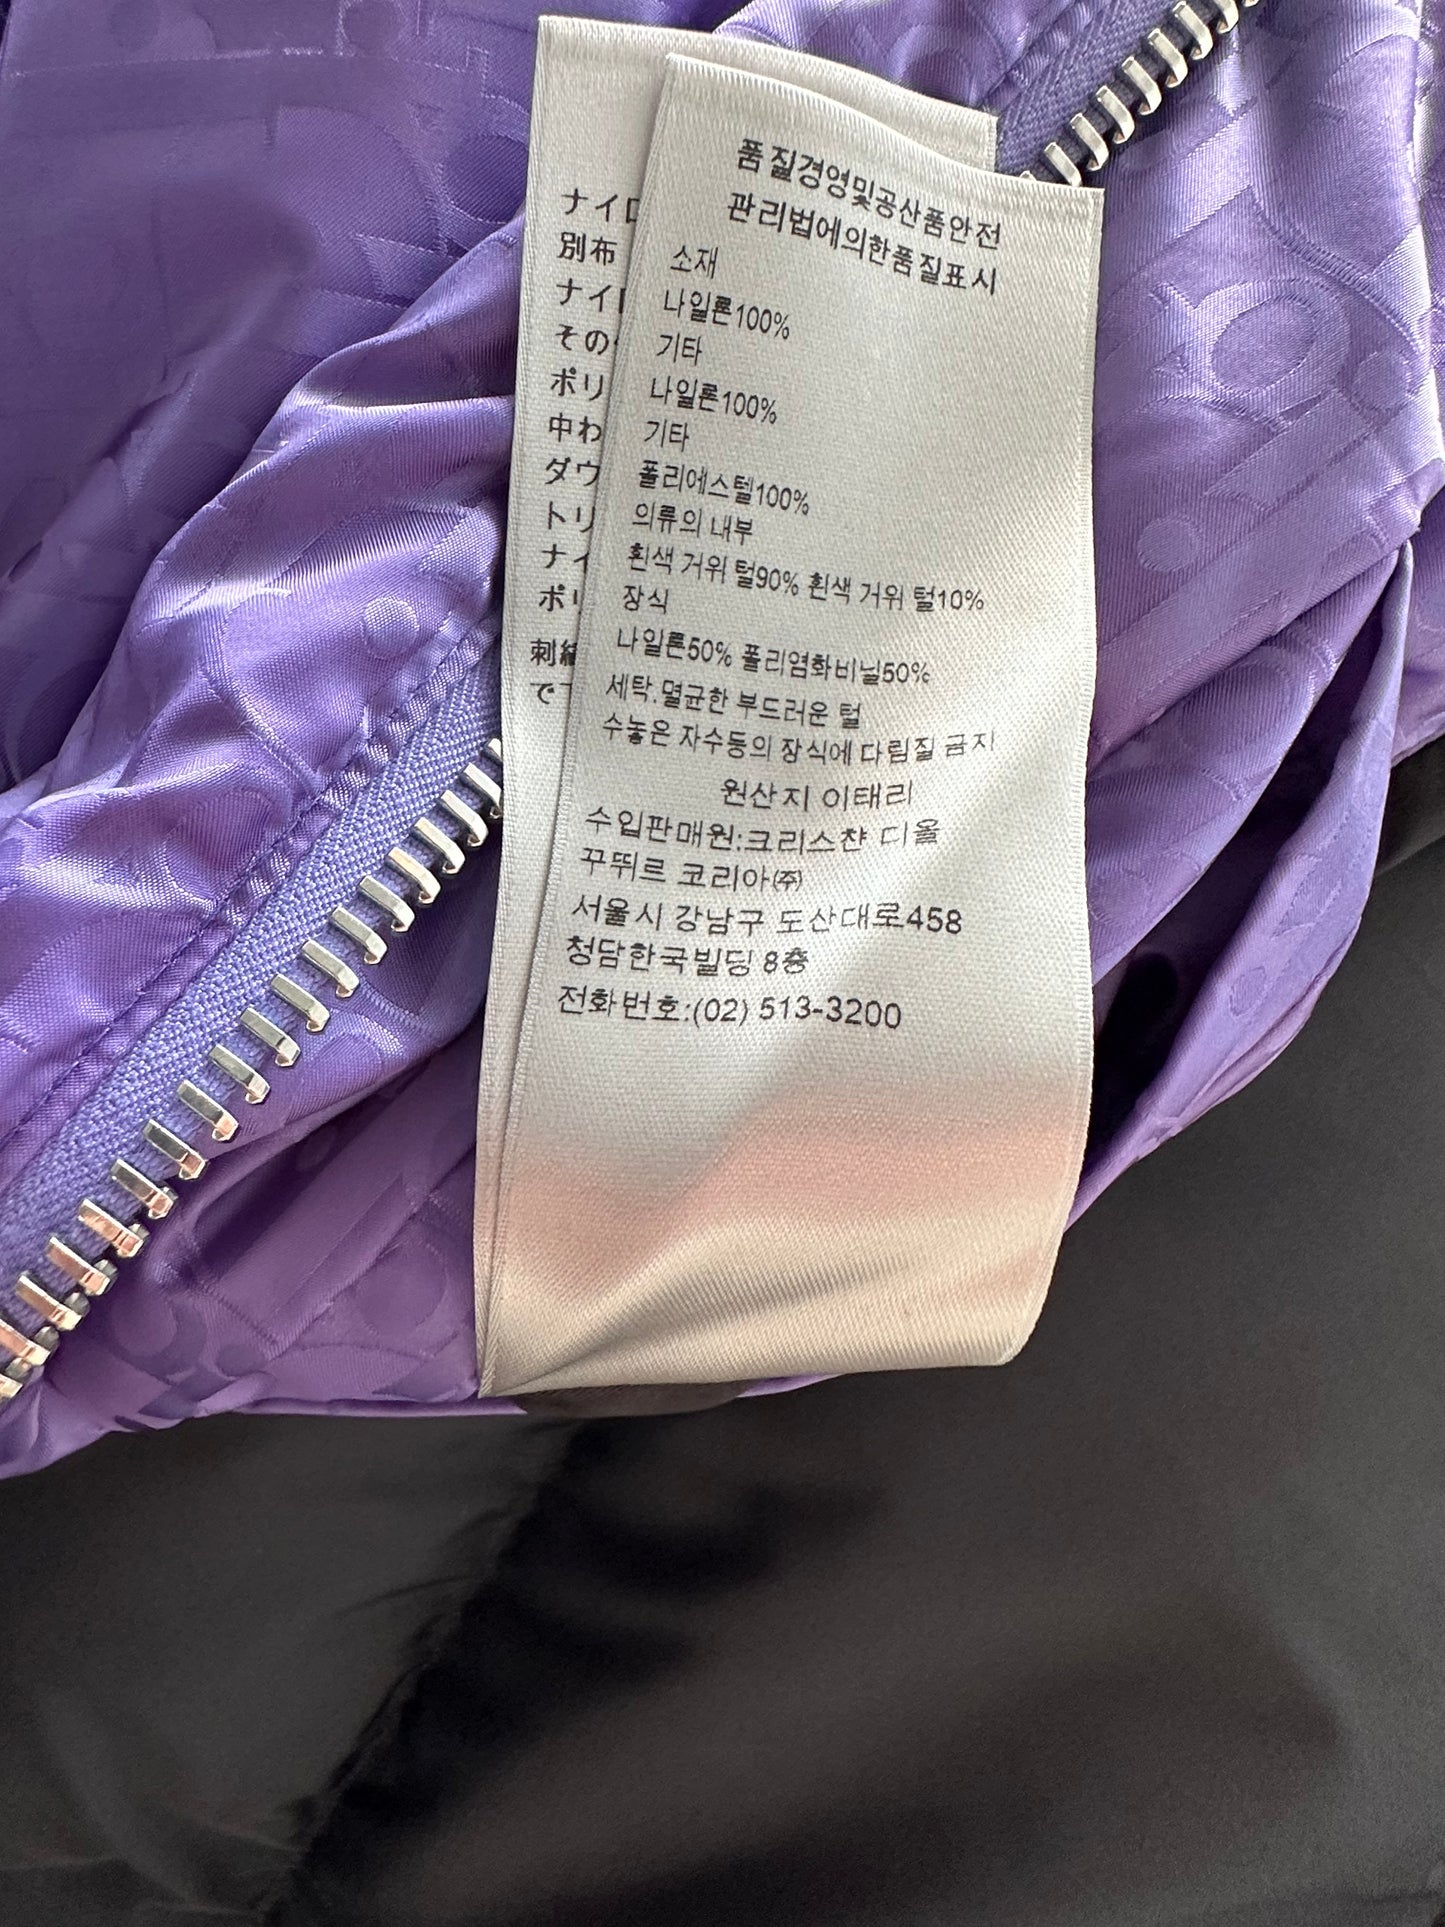 품질경영및공산품안전
관리법에의한품질표시
소재
나일론100%
기타
나일론100%
기타
폴리에스텔100%
의류의 내부
흰색 거위 털90% 흰색 거위 털10%
장식
나일론50% 폴리염화비닐50%
세탁:멸균한 부드러운 털
수놓은 자수등의 장식에 다림질 금지
원산지 이태리
수입판매원:크리스챤 디올
꾸뛰르 코리아㈜
서울시 강남구 도산대로458
청담한국빌딩 8층
전화번호:(02) 513-3200
ナイロ
別布
ナイロ
その
ポリ
中わ
ダウ
トリ
ナイ
ポリ
刺繍
で